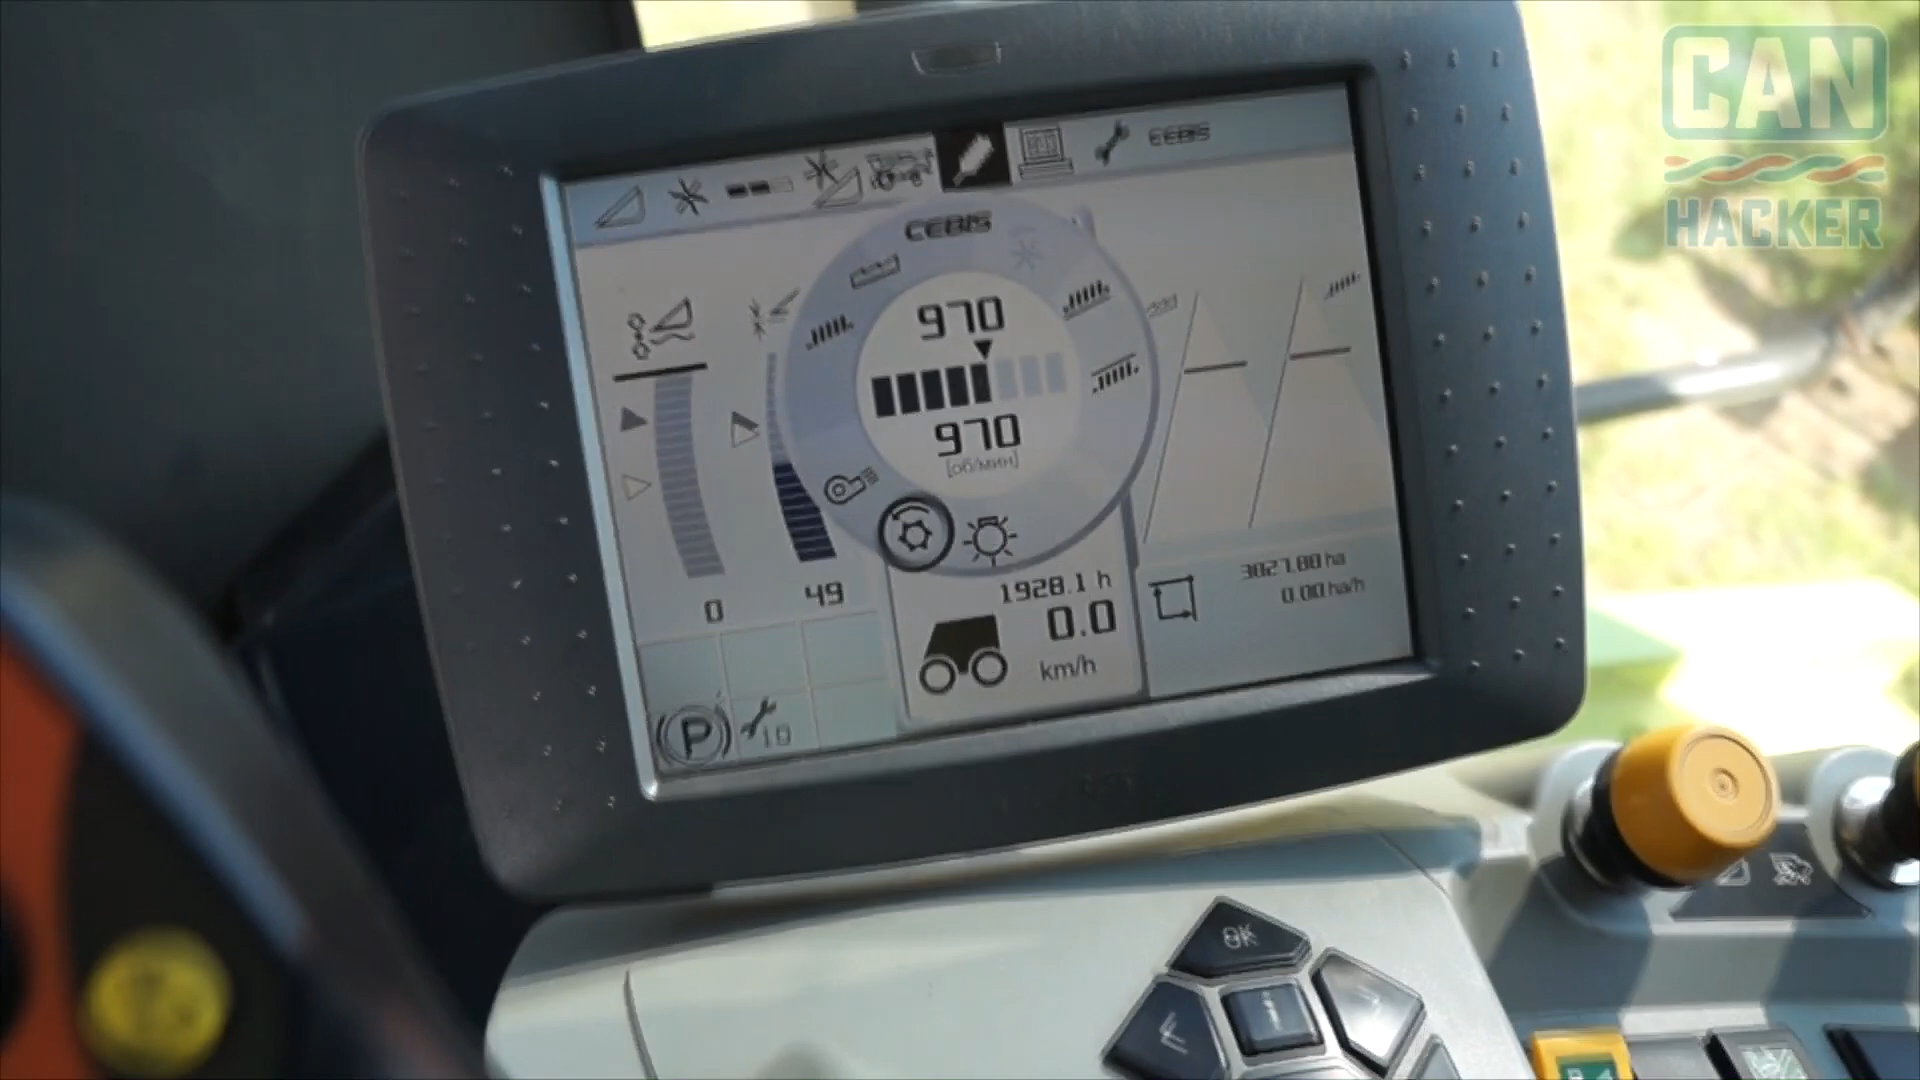 CAN
HACKER
CEBIS
CEBIS
970
970
[об/мин]
0
49
1928.1 h
0.0
km/h
3027.88 ha
0.00 ha/h
P
10
OK